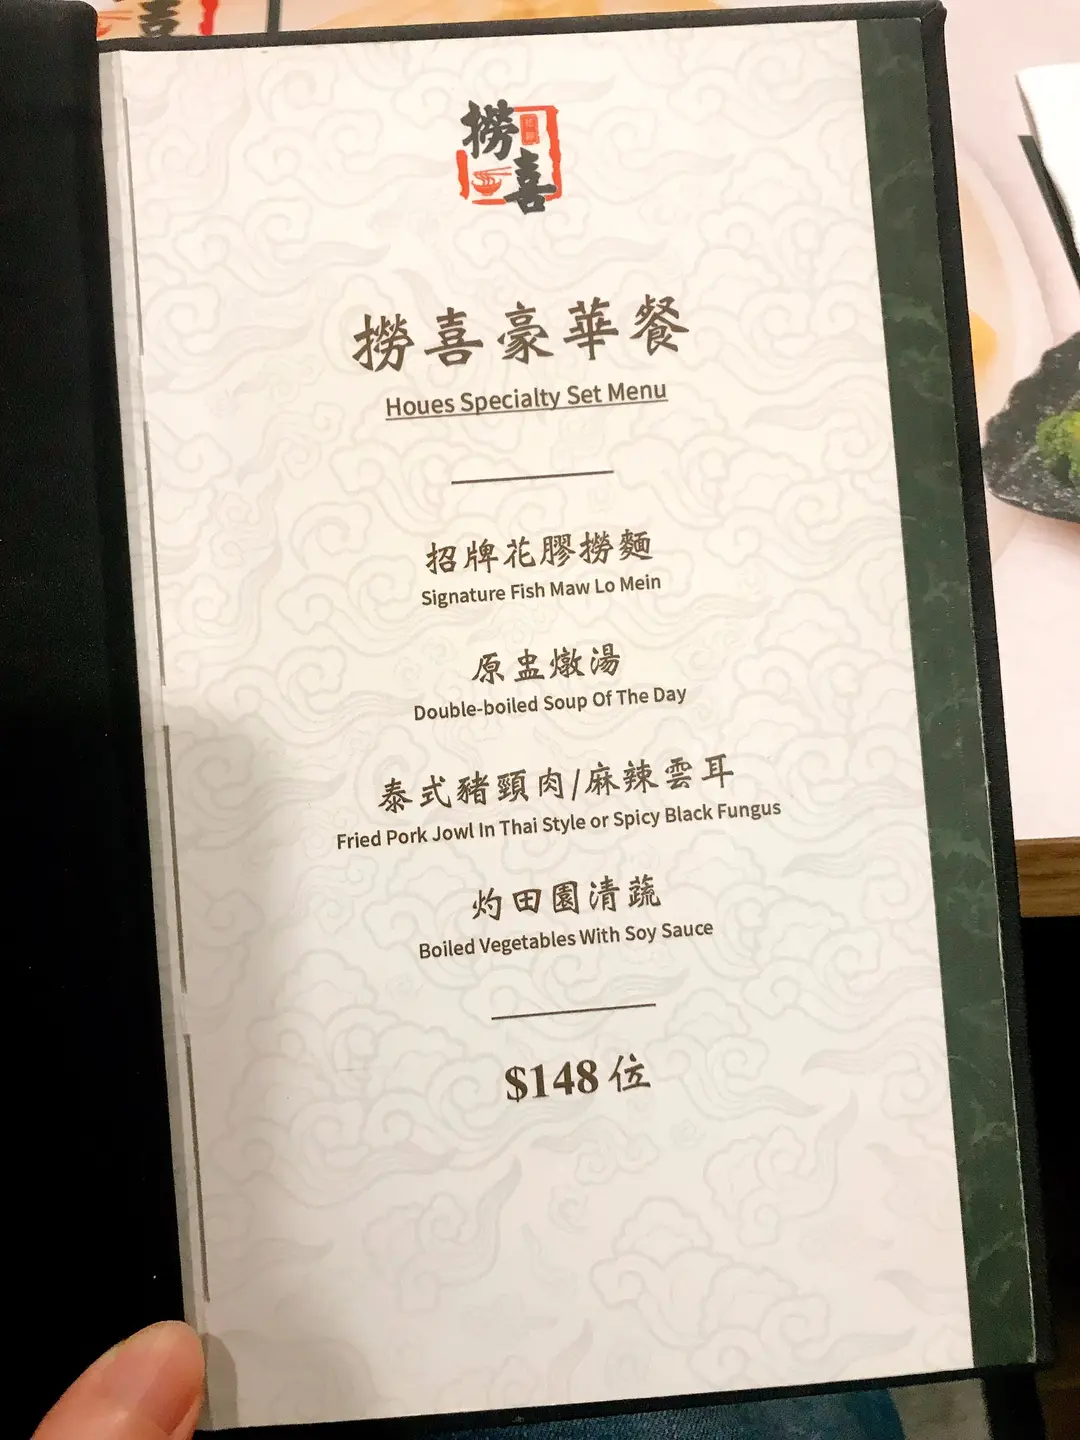 撈
喜
撈喜豪華餐
Houes Specialty Set Menu
招牌花膠撈麵
Signature Fish Maw Lo Mein
原盅燉湯
Double-boiled Soup Of The Day
泰式豬頸肉/麻辣雲耳
Fried Pork Jowl In Thai Style or Spicy Black Fungus
灼田園清蔬
Boiled Vegetables With Soy Sauce
$148 位